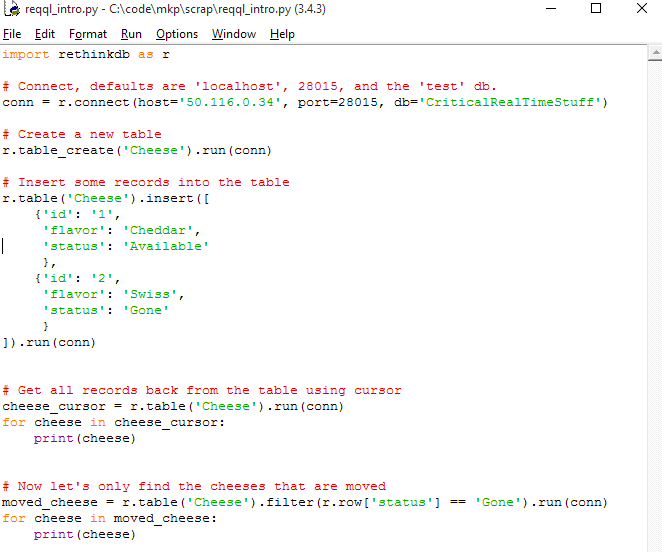 reqql_intro.py - C:\code\mkp\scrap\reqql_intro.py (3.4.3)
File Edit Format Run Options Window Help
import rethinkdb as r
# Connect, defaults are 'localhost', 28015, and the 'test' db.
conn = r.connect(host='50.116.0.34', port=28015, db='CriticalRealTimeStuff')
# Create a new table
r.table_create('Cheese').run(conn)
# Insert some records into the table
r.table('Cheese').insert([
    {'id': '1',
     'flavor': 'Cheddar',
     'status': 'Available'
     },
    {'id': '2',
     'flavor': 'Swiss',
     'status': 'Gone'
     }
]).run(conn)
# Get all records back from the table using cursor
cheese_cursor = r.table('Cheese').run(conn)
for cheese in cheese_cursor:
    print(cheese)
# Now let's only find the cheeses that are moved
moved_cheese = r.table('Cheese').filter(r.row['status'] == 'Gone').run(conn)
for cheese in moved_cheese:
    print(cheese)